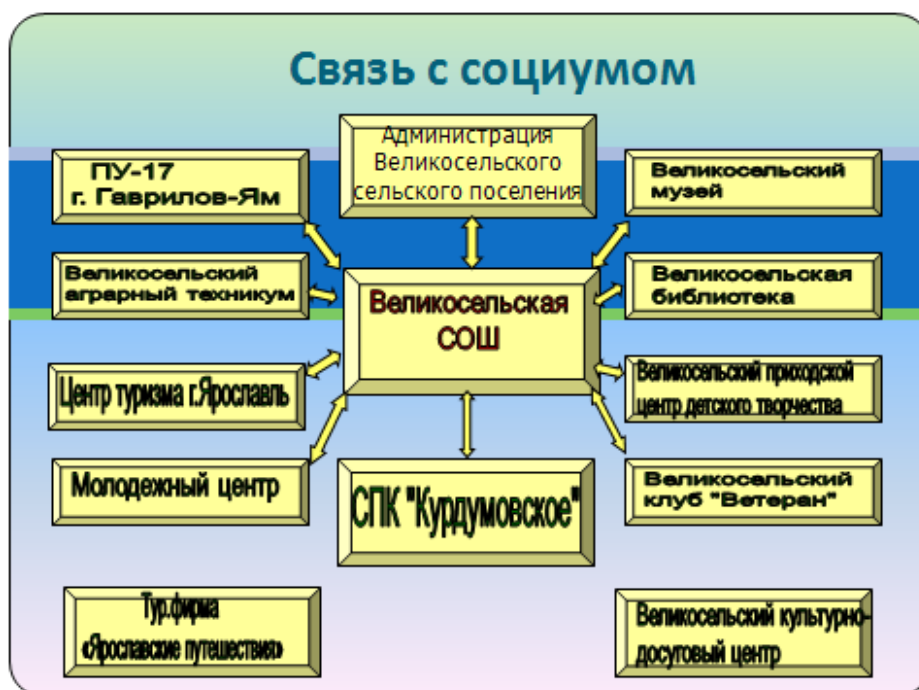 Связь с социумом
Администрация
Великосельского
сельского поселения
ПУ-17
г. Гаврилов-Ям
Великосельский
музей
Великосельский
аграрный техникум
Великосельская
СОШ
Великосельская
библиотека
Центр туризма г.Ярославль
Великосельский приходской
центр детского творчества
Молодежный центр
СПК "Курдумовское"
Великосельский
клуб "Ветеран"
Тур.фирма
«Ярославские путешествия»
Великосельский культурно-
досуговый центр